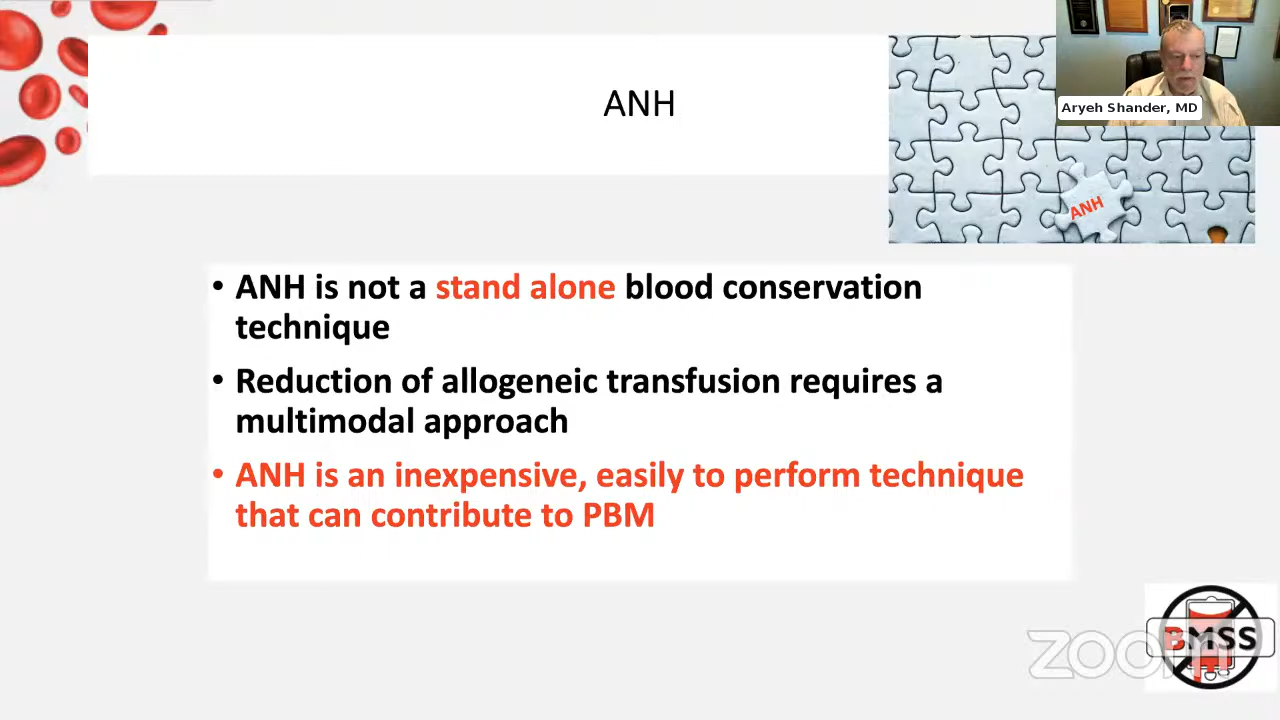 Aryeh Shander, MD
ANH
ANH
• ANH is not a stand alone blood conservation
technique
• Reduction of allogeneic transfusion requires a
multimodal approach
• ANH is an inexpensive, easily to perform technique
that can contribute to PBM
BMSS
zoom